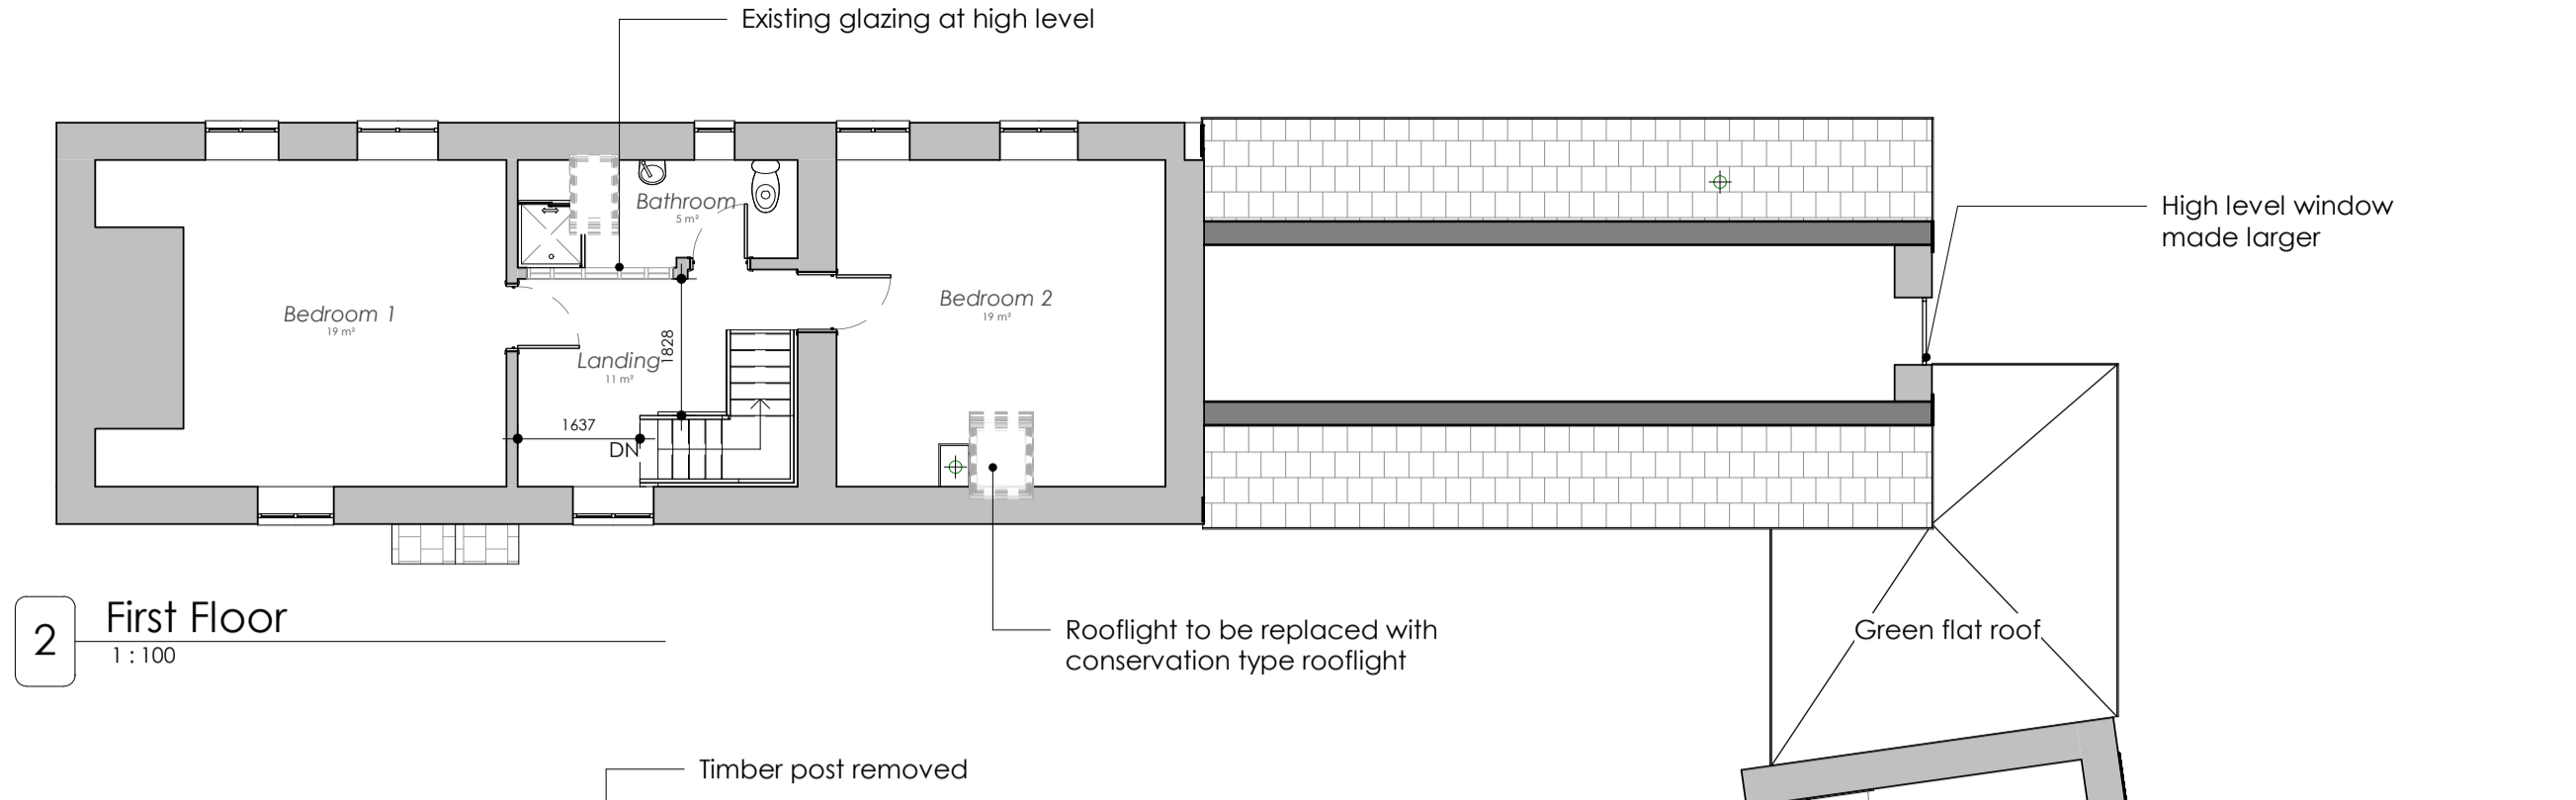 Existing glazing at high level
Bathroom
5 m²
High level window
made larger
Bedroom 1
19 m²
Bedroom 2
19 m²
1828
Landing
11 m²
1637
DN
2
First Floor
1 : 100
Rooflight to be replaced with
conservation type rooflight
Green flat roof
Timber post removed